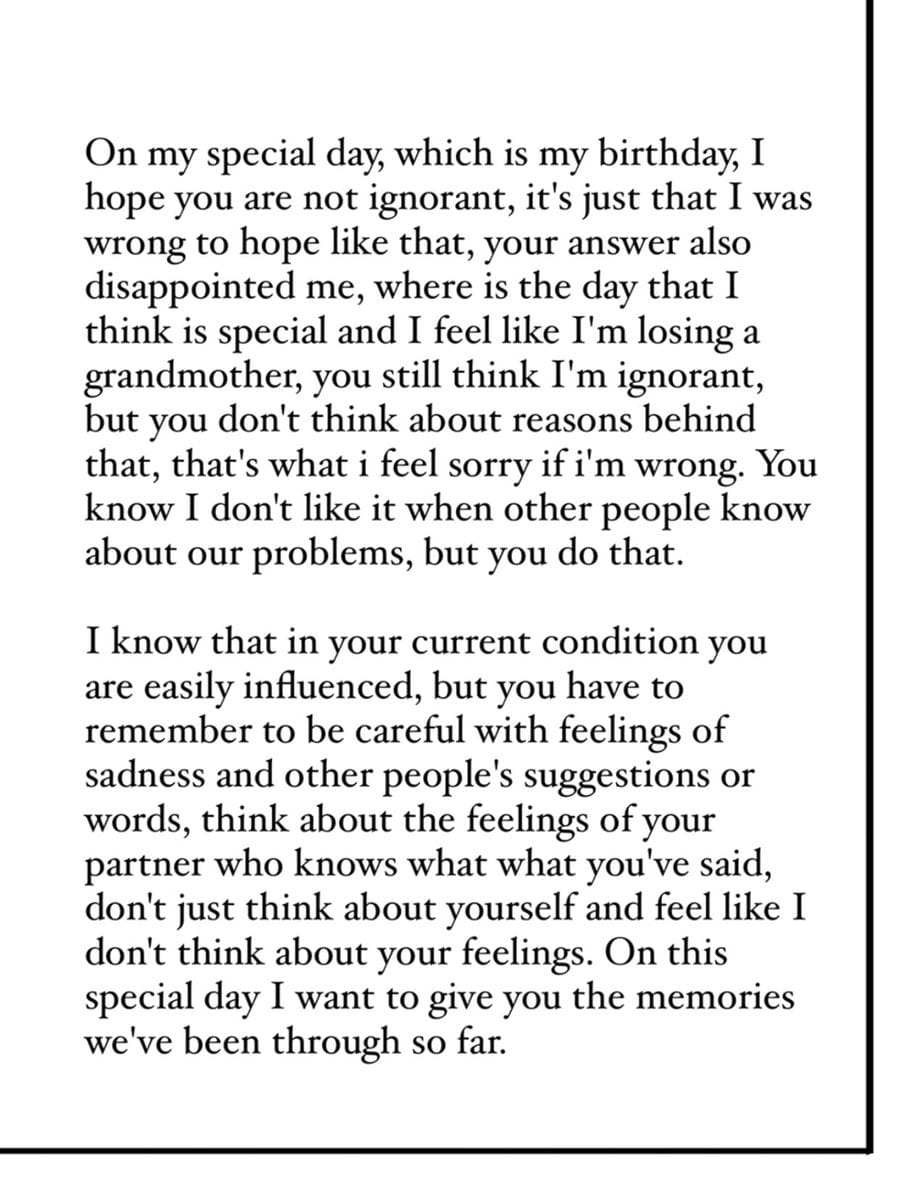 On my special day, which is my birthday, I
hope you are not ignorant, it's just that I was
wrong to hope like that, your answer also
disappointed me, where is the day that I
think is special and I feel like I'm losing a
grandmother, you still think I'm ignorant,
but you don't think about reasons behind
that, that's what i feel sorry if i'm wrong. You
know I don't like it when other people know
about our problems, but you do that.
I know that in your current condition you
are easily influenced, but you have to
remember to be careful with feelings of
sadness and other people's suggestions or
words, think about the feelings of your
partner who knows what what you've said,
don't just think about yourself and feel like I
don't think about your feelings. On this
special day I want to give you the memories
we've been through so far.